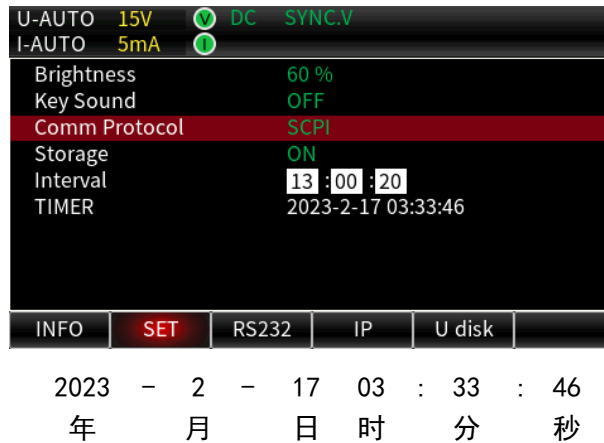 U-AUTO 15V V DC SYNC.V
I-AUTO 5mA I
Brightness 60 %
Key Sound OFF
Comm Protocol SCPI
Storage ON
Interval 13 :00 :20
TIMER 2023-2-17 03:33:46
INFO SET RS232 IP U disk
2023 - 2 - 17 03 : 33 : 46
年 月 日 时 分 秒